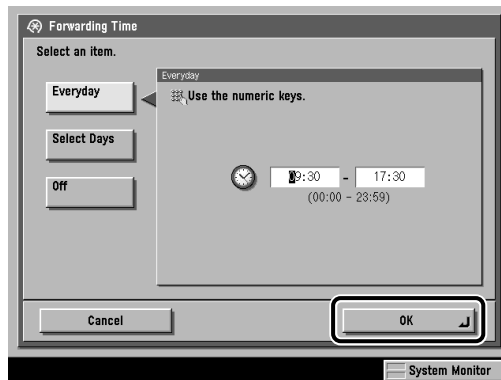 Forwarding Time
Select an item.
Everyday
Everyday
Use the numeric keys.
Select Days
09:30 - 17:30
Off
(00:00 - 23:59)
Cancel
OK
System Monitor